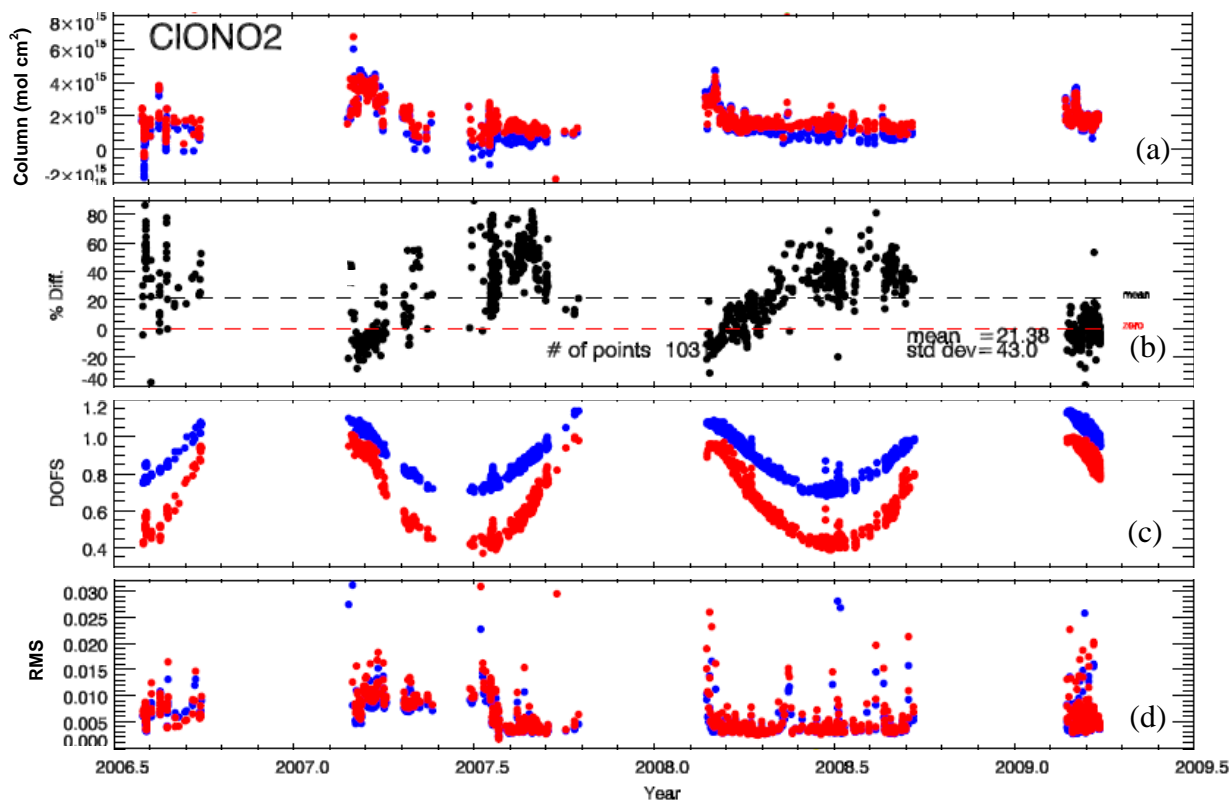 ClONO2
Column (mol cm²)
8×10¹⁵
6×10¹⁵
4×10¹⁵
2×10¹⁵
0
-2×10¹⁵
(a)
% Diff.
80
60
40
20
0
-20
-40
mean
zero
# of points 103
mean =21.38
std dev=43.0
(b)
DOFS
1.2
1.0
0.8
0.6
0.4
(c)
RMS
0.030
0.025
0.020
0.015
0.010
0.005
0.000
(d)
2006.5 2007.0 2007.5 2008.0 2008.5 2009.0 2009.5
Year